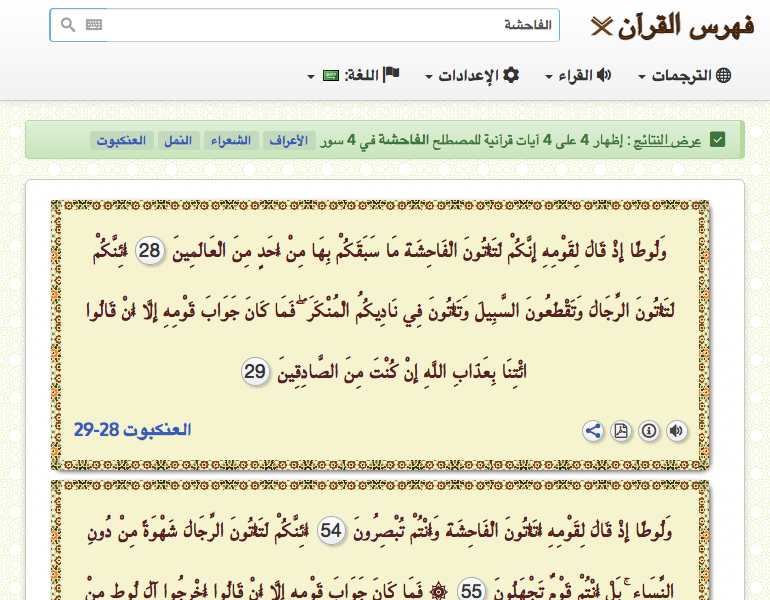 فهرس القرآن
الفاحشة
الترجمات
القراء
الإعدادات
اللغة:
عرض النتائج : إظهار 4 على 4 آيات قرآنية للمصطلح الفاحشة في 4 سور الأعراف الشعراء النمل العنكبوت
وَلُوطًا إِذْ قَالَ لِقَوْمِهِ إِنَّكُمْ لَتَأْتُونَ الْفَاحِشَةَ مَا سَبَقَكُمْ بِهَا مِنْ أَحَدٍ مِنَ الْعَالَمِينَ 28 أَئِنَّكُمْ
لَتَأْتُونَ الرِّجَالَ وَتَقْطَعُونَ السَّبِيلَ وَتَأْتُونَ فِي نَادِيكُمُ الْمُنْكَرَ ۖ فَمَا كَانَ جَوَابَ قَوْمِهِ إِلَّا أَنْ قَالُوا
ائْتِنَا بِعَذَابِ اللَّهِ إِنْ كُنْتَ مِنَ الصَّادِقِينَ 29
العنكبوت 28-29
وَلُوطًا إِذْ قَالَ لِقَوْمِهِ أَتَأْتُونَ الْفَاحِشَةَ وَأَنْتُمْ تُبْصِرُونَ 54 أَئِنَّكُمْ لَتَأْتُونَ الرِّجَالَ شَهْوَةً مِنْ دُونِ
النِّسَاءِ ۚ بَلْ أَنْتُمْ قَوْمٌ تَجْهَلُونَ 55 ۞ فَمَا كَانَ جَوَابَ قَوْمِهِ إِلَّا أَنْ قَالُوا أَخْرِجُوا آلَ لُوطٍ مِنْ